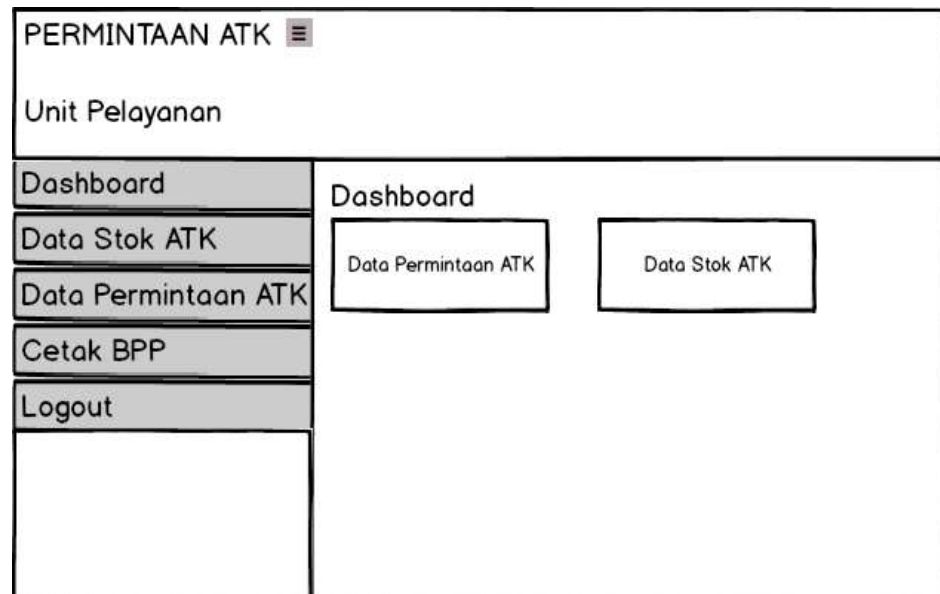 PERMINTAAN ATK
Unit Pelayanan
Dashboard
Data Stok ATK
Data Permintaan ATK
Cetak BPP
Logout
Dashboard
Data Permintaan ATK
Data Stok ATK